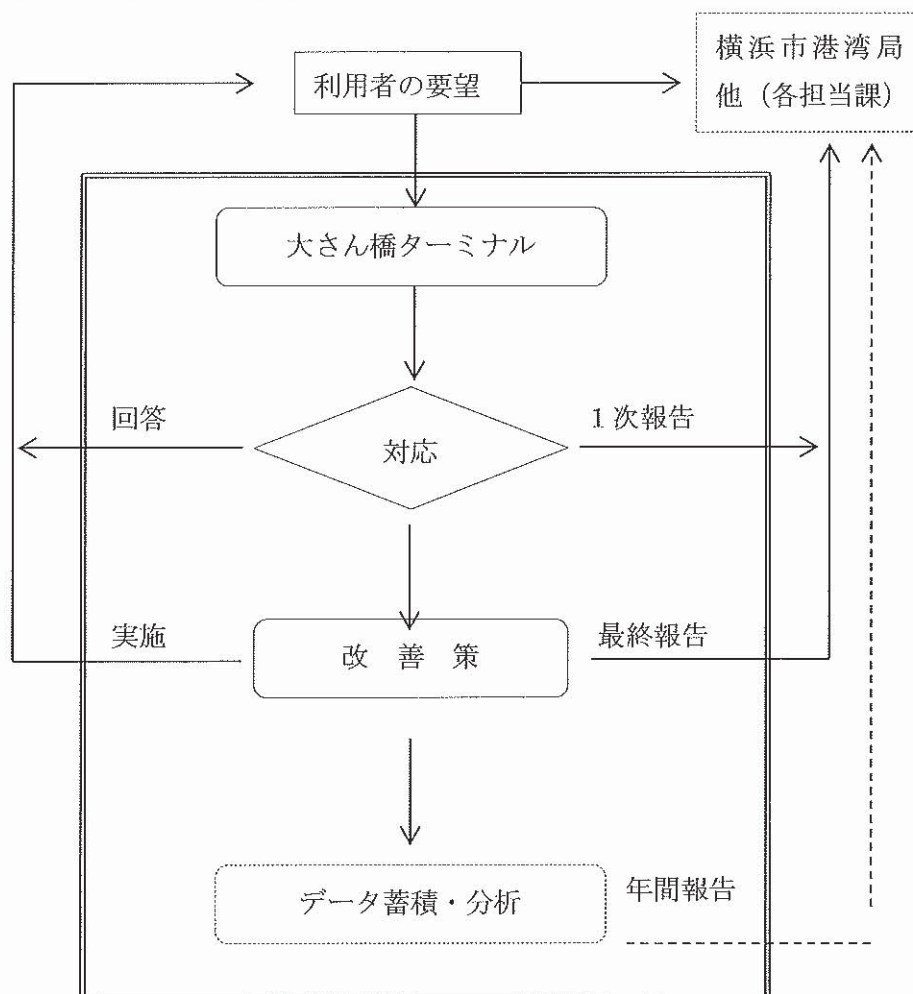 利用者の要望
横浜市港湾局
他（各担当課）
大さん橋ターミナル
回答
対応
１次報告
実施
改善策
最終報告
データ蓄積・分析
年間報告